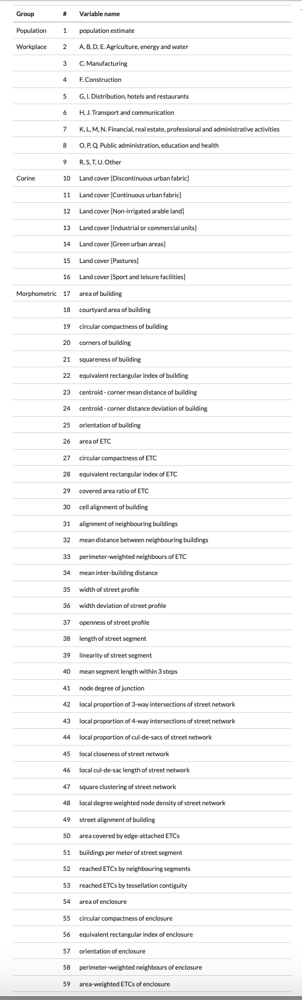 Group # Variable name
Population 1 population estimate
Workplace 2 A, B, D, E. Agriculture, energy and water
3 C. Manufacturing
4 F. Construction
5 G, I. Distribution, hotels and restaurants
6 H, J. Transport and communication
7 K, L, M, N. Financial, real estate, professional and administrative activities
8 O, P, Q. Public administration, education and health
9 R, S, T, U. Other
Corine 10 Land cover [Discontinuous urban fabric]
11 Land cover [Continuous urban fabric]
12 Land cover [Non-irrigated arable land]
13 Land cover [Industrial or commercial units]
14 Land cover [Green urban areas]
15 Land cover [Pastures]
16 Land cover [Sport and leisure facilities]
Morphometric 17 area of building
18 courtyard area of building
19 circular compactness of building
20 corners of building
21 squareness of building
22 equivalent rectangular index of building
23 centroid - corner mean distance of building
24 centroid - corner distance deviation of building
25 orientation of building
26 area of ETC
27 circular compactness of ETC
28 equivalent rectangular index of ETC
29 covered area ratio of ETC
30 cell alignment of building
31 alignment of neighbouring buildings
32 mean distance between neighbouring buildings
33 perimeter-weighted neighbours of ETC
34 mean inter-building distance
35 width of street profile
36 width deviation of street profile
37 openness of street profile
38 length of street segment
39 linearity of street segment
40 mean segment length within 3 steps
41 node degree of junction
42 local proportion of 3-way intersections of street network
43 local proportion of 4-way intersections of street network
44 local proportion of cul-de-sacs of street network
45 local closeness of street network
46 local cul-de-sac length of street network
47 square clustering of street network
48 local degree weighted node density of street network
49 street alignment of building
50 area covered by edge-attached ETCs
51 buildings per meter of street segment
52 reached ETCs by neighbouring segments
53 reached ETCs by tessellation contiguity
54 area of enclosure
55 circular compactness of enclosure
56 equivalent rectangular index of enclosure
57 orientation of enclosure
58 perimeter-weighted neighbours of enclosure
59 area-weighted ETCs of enclosure